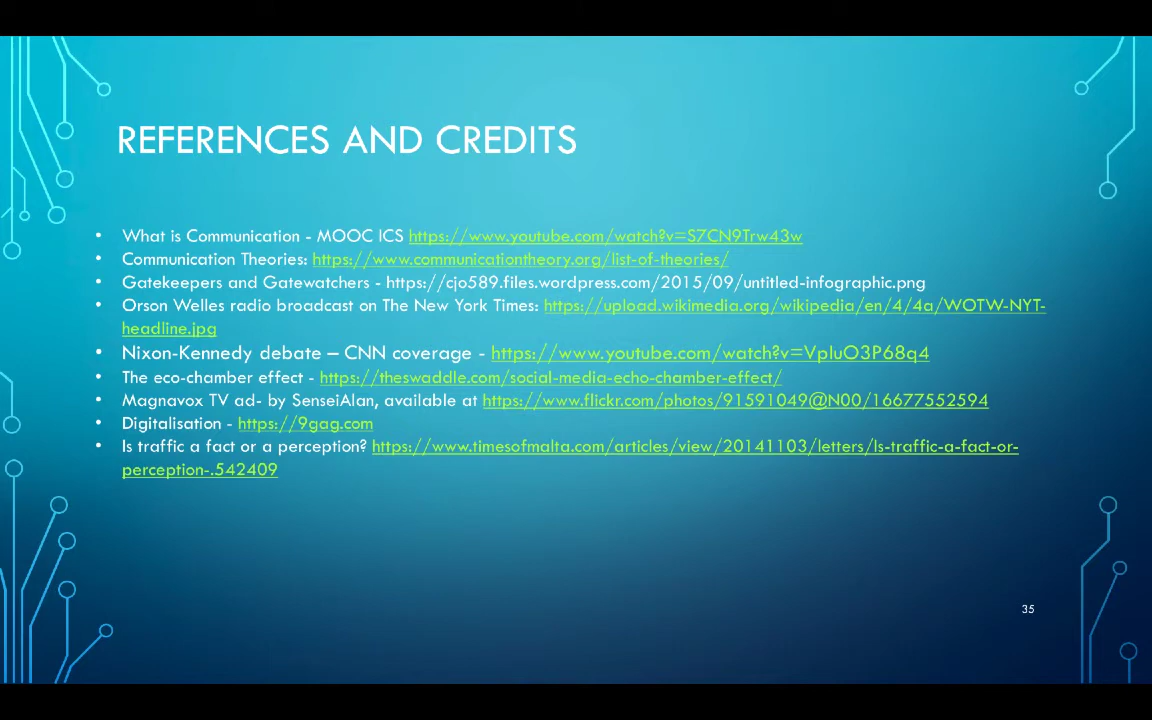 REFERENCES AND CREDITS
• What is Communication - MOOC ICS https://www.youtube.com/watch?v=S7CN9Trw43w
• Communication Theories: https://www.communicationtheory.org/list-of-theories/
• Gatekeepers and Gatewatchers - https://cjo589.files.wordpress.com/2015/09/untitled-infographic.png
• Orson Welles radio broadcast on The New York Times: https://upload.wikimedia.org/wikipedia/en/4/4a/WOTW-NYT-
headline.jpg
• Nixon-Kennedy debate – CNN coverage - https://www.youtube.com/watch?v=VpluO3P68q4
• The eco-chamber effect - https://theswaddle.com/social-media-echo-chamber-effect/
• Magnavox TV ad- by SenseiAlan, available at https://www.flickr.com/photos/91591049@N00/16677552594
• Digitalisation - https://9gag.com
• Is traffic a fact or a perception? https://www.timesofmalta.com/articles/view/20141103/letters/Is-traffic-a-fact-or-
perception-.542409
35